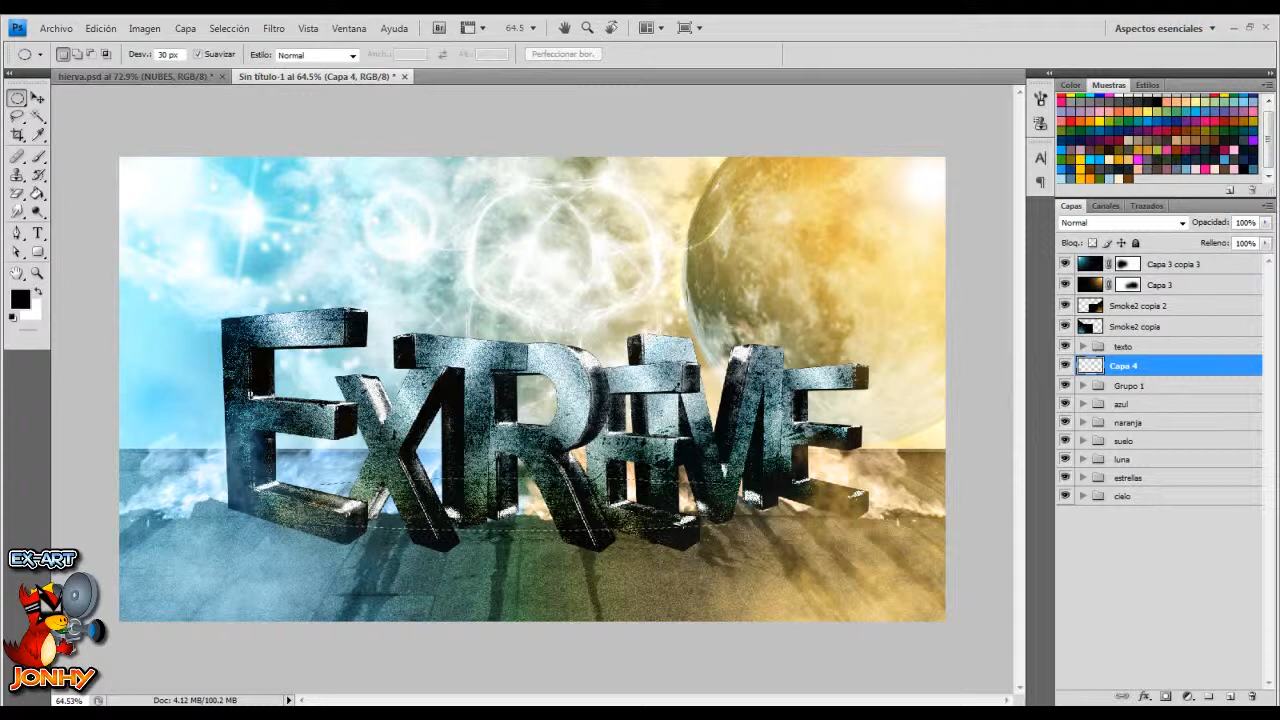 Ps Archivo Edición Imagen Capa Selección Filtro Vista Ventana Ayuda Br 64.5 Aspectos esenciales
Desv.: 30 px Suavizar Estilo: Normal Perfeccionar bor.
hierva.psd al 72.9% (NUBES, RGB/8) * Sin título-1 al 64.5% (Capa 4, RGB/8) *
Color Muestras Estilos
Capas Canales Trazados
Normal Opacidad: 100%
Bloq.: Relleno: 100%
Capa 3 copia 3
Capa 3
Smoke2 copia 2
Smoke2 copia
texto
Capa 4
Grupo 1
azul
naranja
suelo
luna
estrellas
cielo
EXTREME
EX-ART
JONHY
64.53% Doc: 4.12 MB/100.2 MB